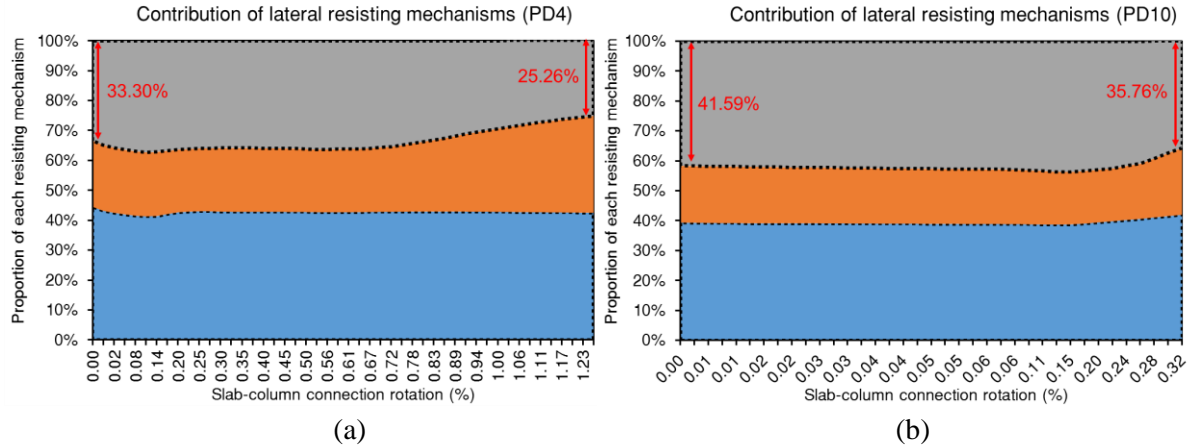 Contribution of lateral resisting mechanisms (PD4)
Proportion of each resisting mechanism
100%
90%
80%
70%
60%
50%
40%
30%
20%
10%
0%
33.30%
25.26%
0.00 0.02 0.08 0.14 0.20 0.25 0.30 0.35 0.40 0.45 0.50 0.56 0.61 0.67 0.72 0.78 0.83 0.89 0.94 1.00 1.06 1.11 1.17 1.23
Slab-column connection rotation (%)
(a)
Contribution of lateral resisting mechanisms (PD10)
Proportion of each resisting mechanism
100%
90%
80%
70%
60%
50%
40%
30%
20%
10%
0%
41.59%
35.76%
0.00 0.01 0.01 0.02 0.02 0.03 0.03 0.04 0.04 0.05 0.05 0.06 0.06 0.11 0.15 0.20 0.24 0.28 0.32
Slab-column connection rotation (%)
(b)